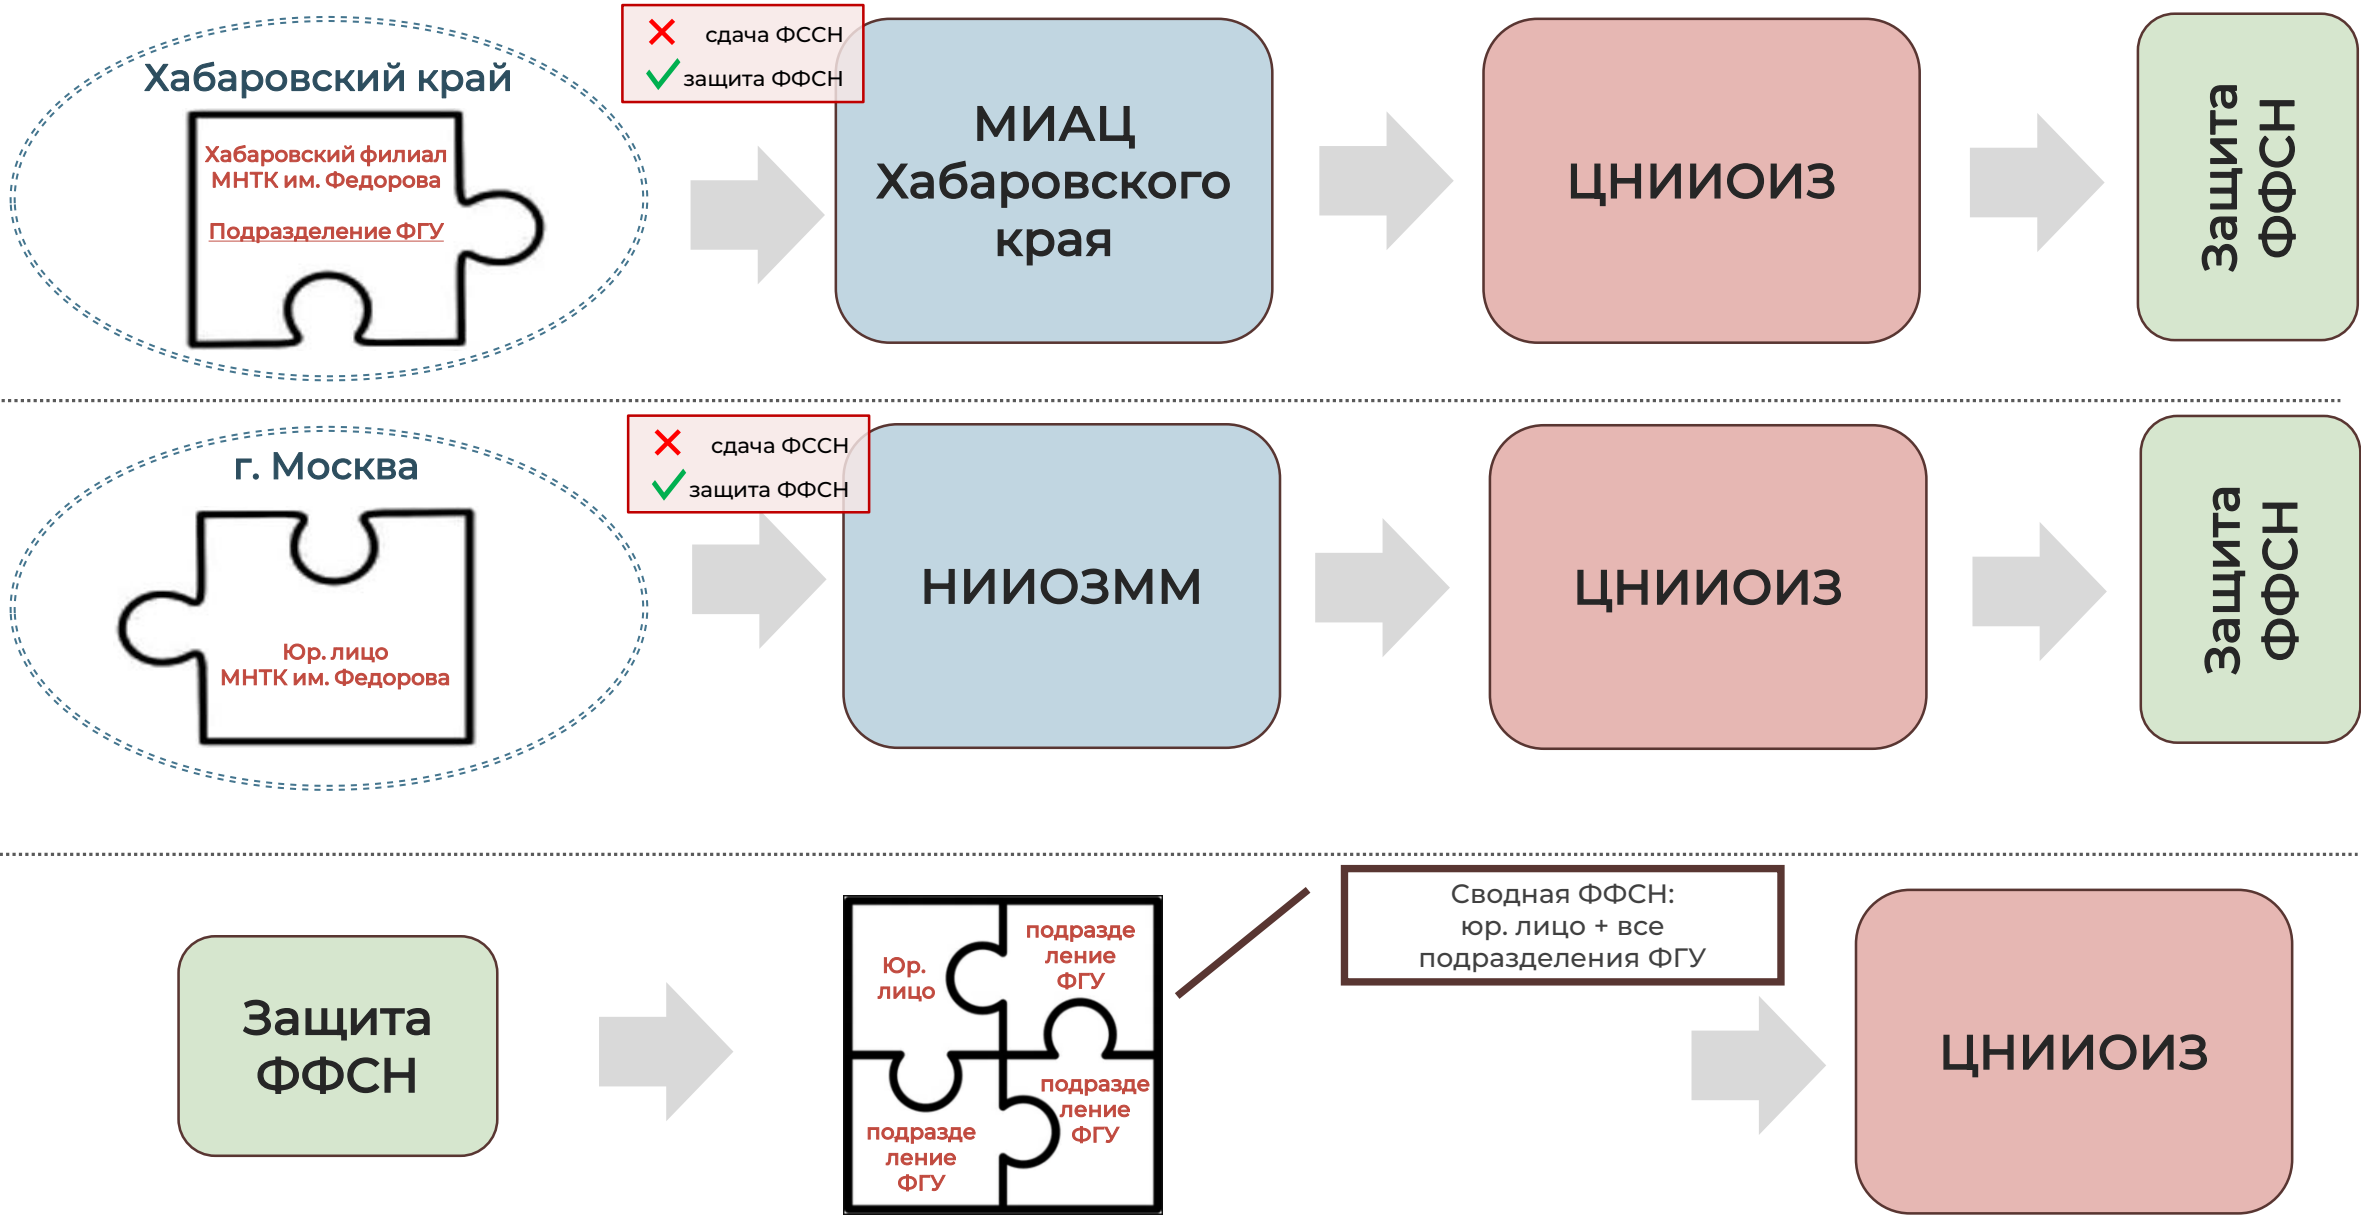 Хабровский край
Хабаровский филиал
МНТК им. Федорова
Подразделение ФГУ
сдача ФССН
защита ФФСН
МИАЦ
Хабаровского
края
ЦНИИОИЗ
Защита
ФФСН
г. Москва
Юр. лицо
МНТК им. Федорова
сдача ФССН
защита ФФСН
НИИОЗММ
ЦНИИОИЗ
Защита
ФФСН
Защита
ФФСН
Юр.
лицо
подразде
ление
ФГУ
подразде
ление
ФГУ
подразде
ление
ФГУ
Сводная ФФСН:
юр. лицо + все
подразделения ФГУ
ЦНИИОИЗ